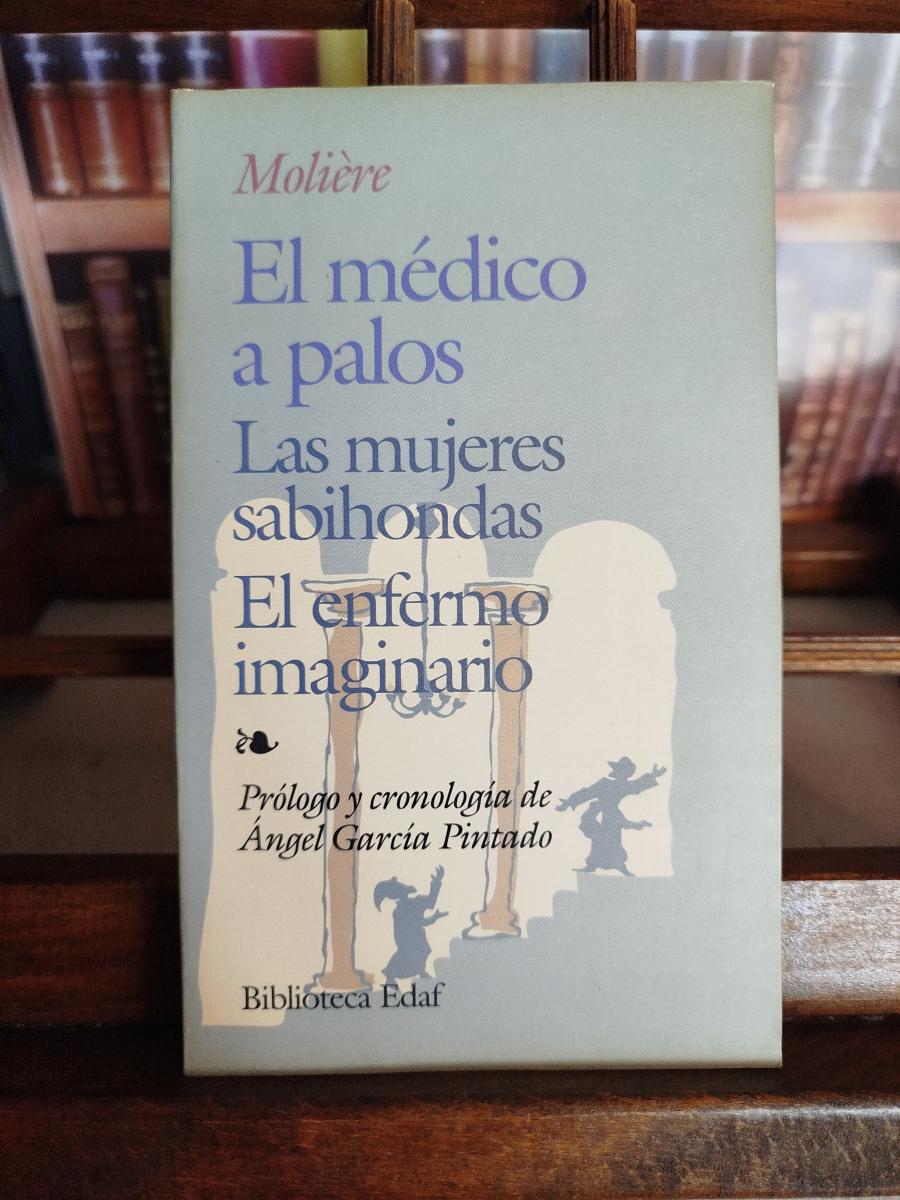 Molière
El médico
a palos
Las mujeres
sabihondas
El enfermo
imaginario
Prólogo y cronología de
Ángel García Pintado
Biblioteca Edaf